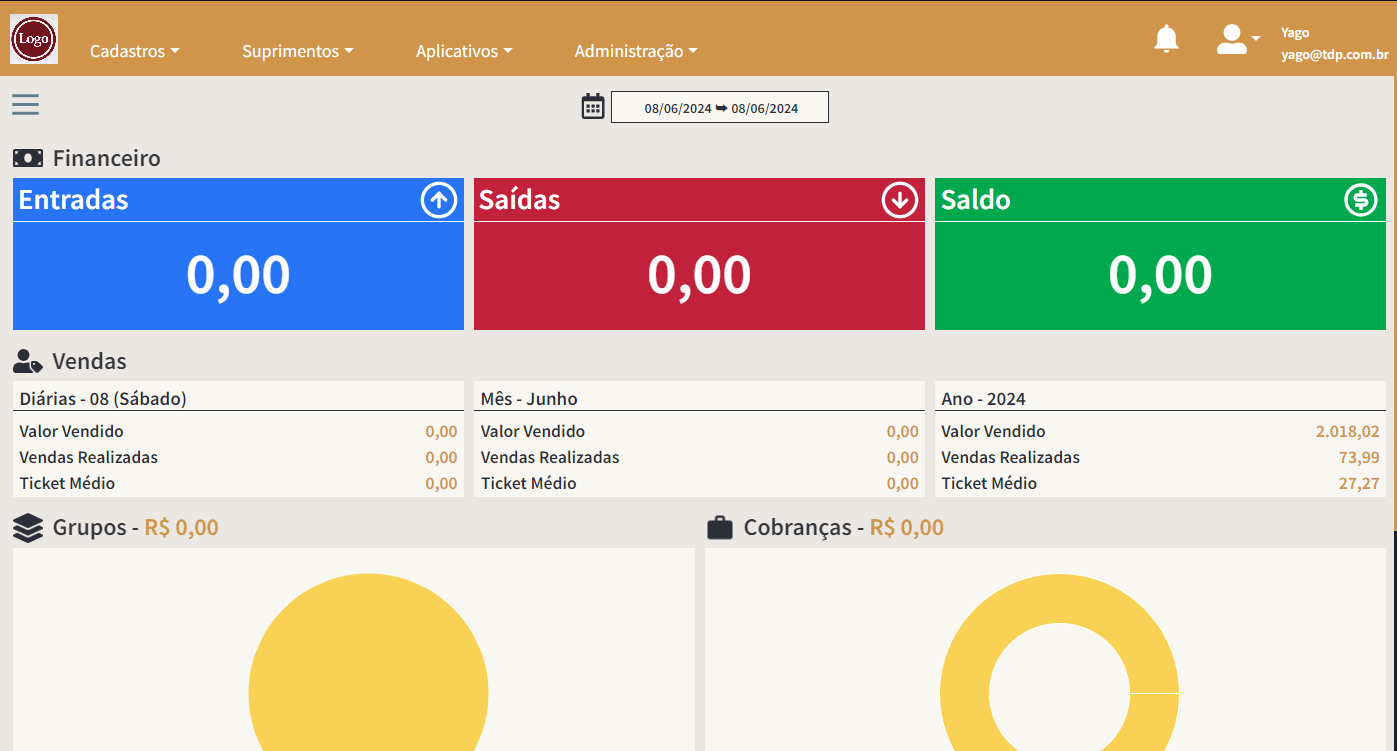 Logo
Cadastros
Suprimentos
Aplicativos
Administração
Yago
yago@tdp.com.br
08/06/2024 ➥ 08/06/2024
Financeiro
Entradas
0,00
Saídas
0,00
Saldo
0,00
Vendas
Diárias - 08 (Sábado)
Valor Vendido 0,00
Vendas Realizadas 0,00
Ticket Médio 0,00
Mês - Junho
Valor Vendido 0,00
Vendas Realizadas 0,00
Ticket Médio 0,00
Ano - 2024
Valor Vendido 2.018,02
Vendas Realizadas 73,99
Ticket Médio 27,27
Grupos - R$ 0,00
Cobranças - R$ 0,00